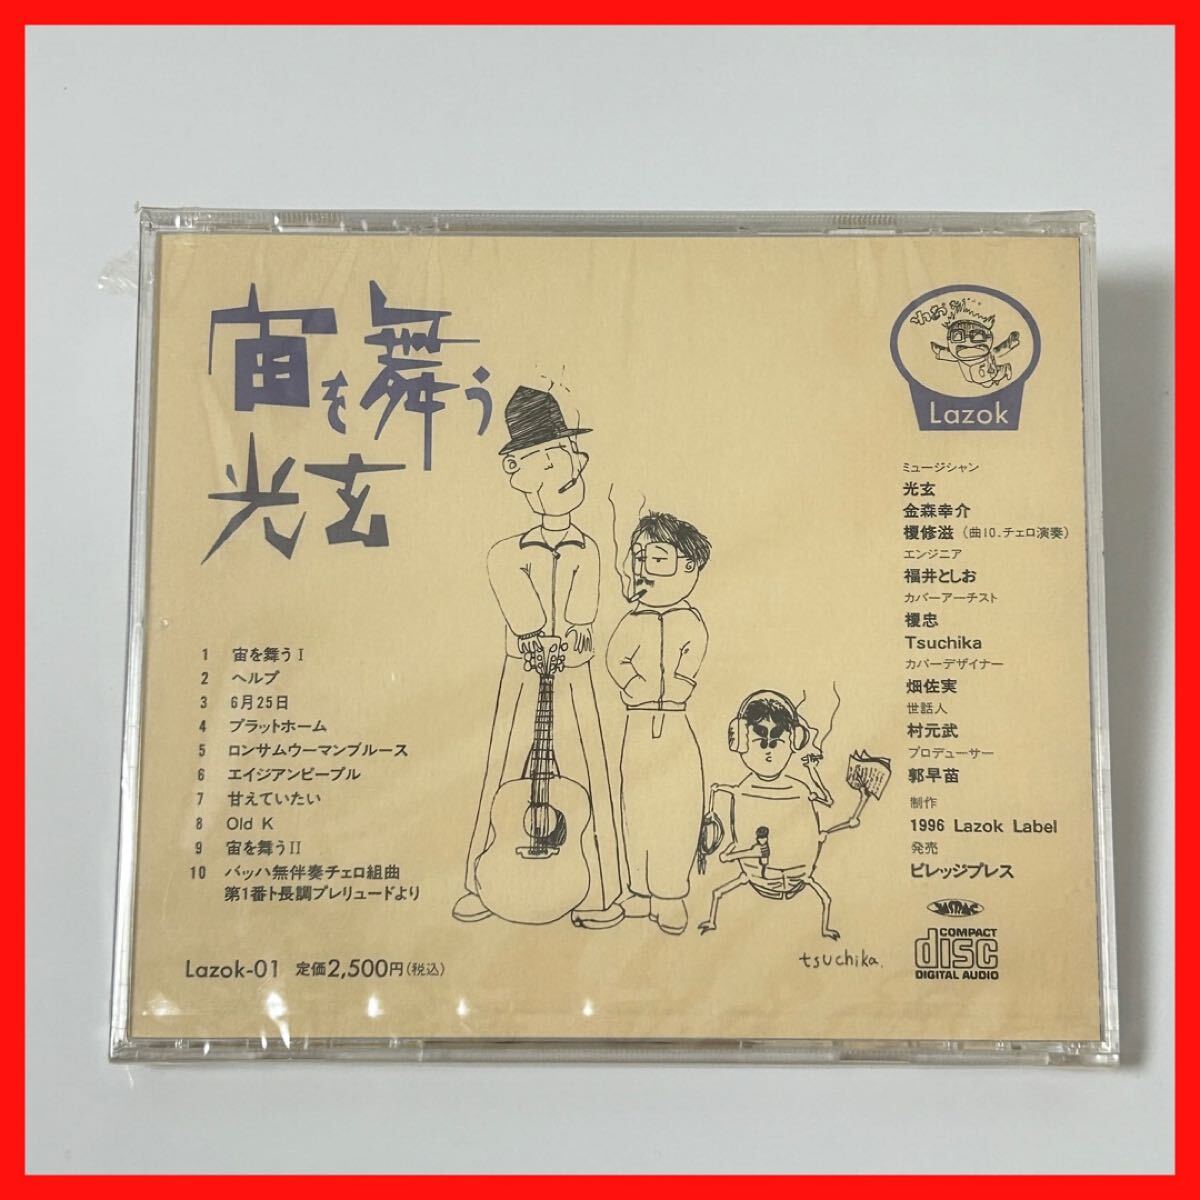 宙を舞う
光玄
1 宙を舞う I
2 ヘルプ
3 6月25日
4 プラットホーム
5 ロンサムウーマンブルース
6 エイジアンピープル
7 甘えていたい
8 Old K
9 宙を舞う II
10 バッハ無伴奏チェロ組曲
第1番ト長調プレリュードより
Lazok-01 定価2,500円(税込)
tsuchika.
64
Lazok
ミュージシャン
光玄
金森幸介
榎修滋(曲10.チェロ演奏)
エンジニア
福井としお
カバーアーチスト
榎忠
Tsuchika
カバーデザイナー
畑佐実
世話人
村元武
プロデューサー
郭早苗
制作
1996 Lazok Label
発売
ビレッジプレス
JASRAC
COMPACT
disc
DIGITAL AUDIO